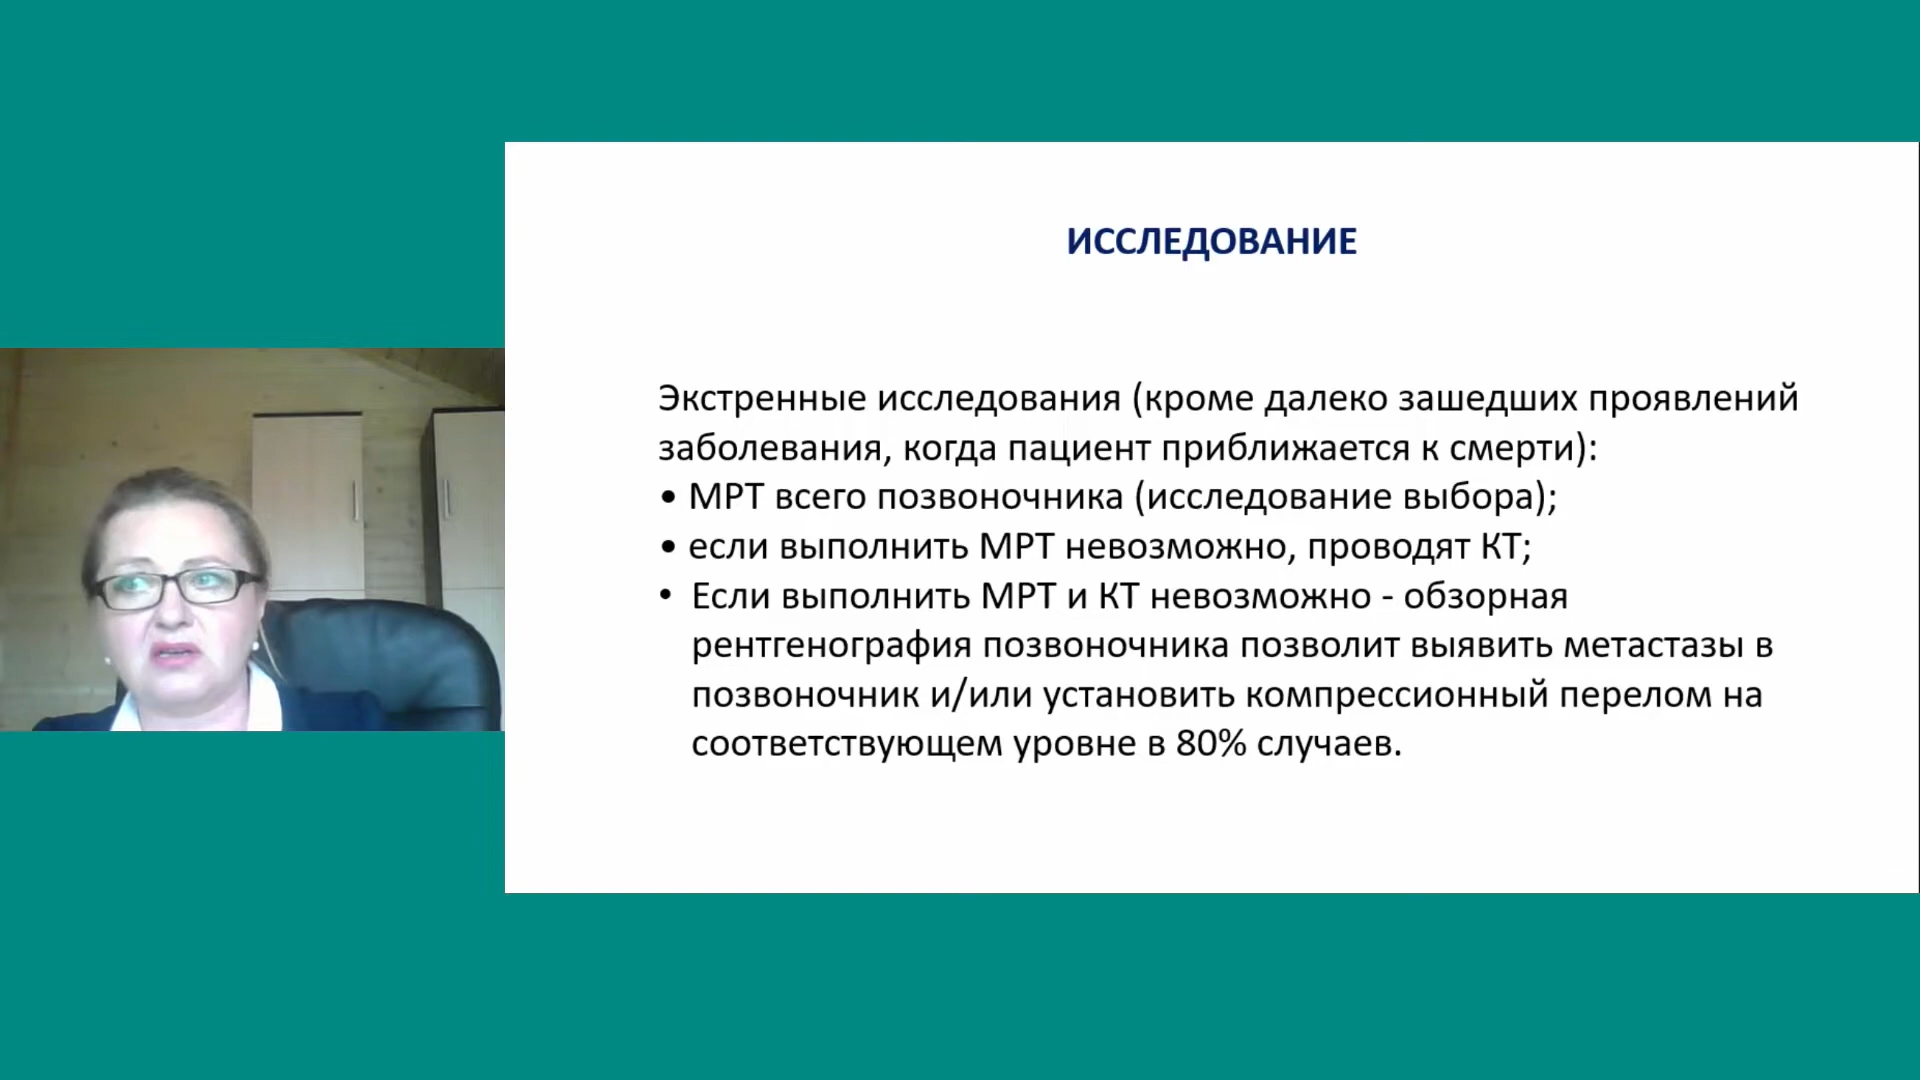 ИССЛЕДОВАНИЕ
Экстренные исследования (кроме далеко зашедших проявлений
заболевания, когда пациент приближается к смерти):
• МРТ всего позвоночника (исследование выбора);
• если выполнить МРТ невозможно, проводят КТ;
• Если выполнить МРТ и КТ невозможно - обзорная
рентгенография позвоночника позволит выявить метастазы в
позвоночник и/или установить компрессионный перелом на
соответствующем уровне в 80% случаев.